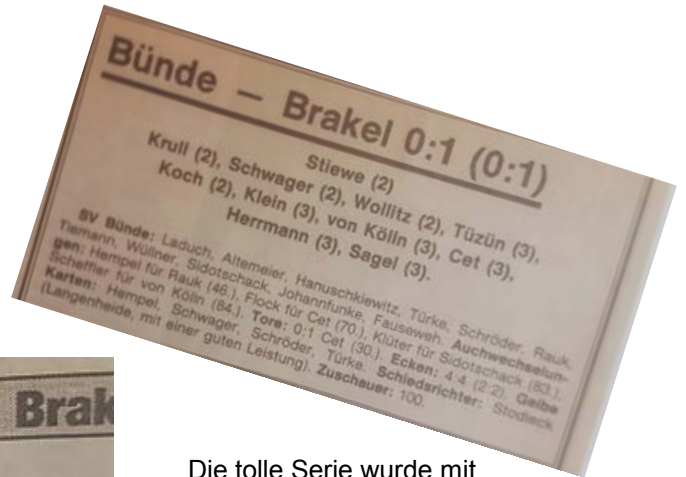 Bünde — Brakel 0:1 (0:1)
Stiewe (2)
Krull (2), Schwager (2), Wollitz (2), Tüzün (3),
Koch (2), Klein (3), von Kölln (3), Cet (3),
Herrmann (3), Sagel (3).
SV Bünde: Laduch, Altemeier, Hanuschkiewitz, Türke, Schröder, Rauk,
Tiemann, Wüllner, Sidotschack, Johannfunke, Fauseweh. Auchwechselun-
gen: Hempel für Rauk (46.), Flock für Cet (70.), Klüter für Sidotschack (83.),
Scheffler für von Kölln (84.). Tore: 0:1 Cet (30.). Ecken: 4:4 (2:2). Gelbe
Karten: Hempel, Schwager, Schröder, Türke. Schiedsrichter: Stodieck
(Langenheide, mit einer guten Leistung). Zuschauer: 100.
Brak
Die tolle Serie wurde mit